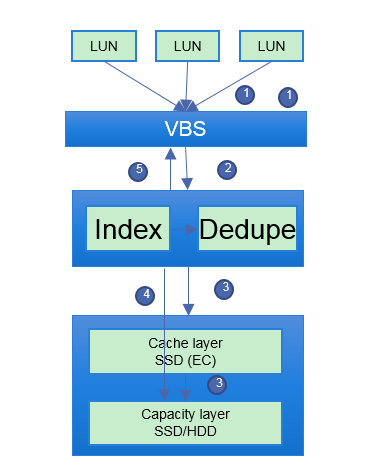 LUN LUN LUN
1 1
VBS
5 2
Index Dedupe
4 3
Cache layer
SSD (EC)
3
Capacity layer
SSD/HDD